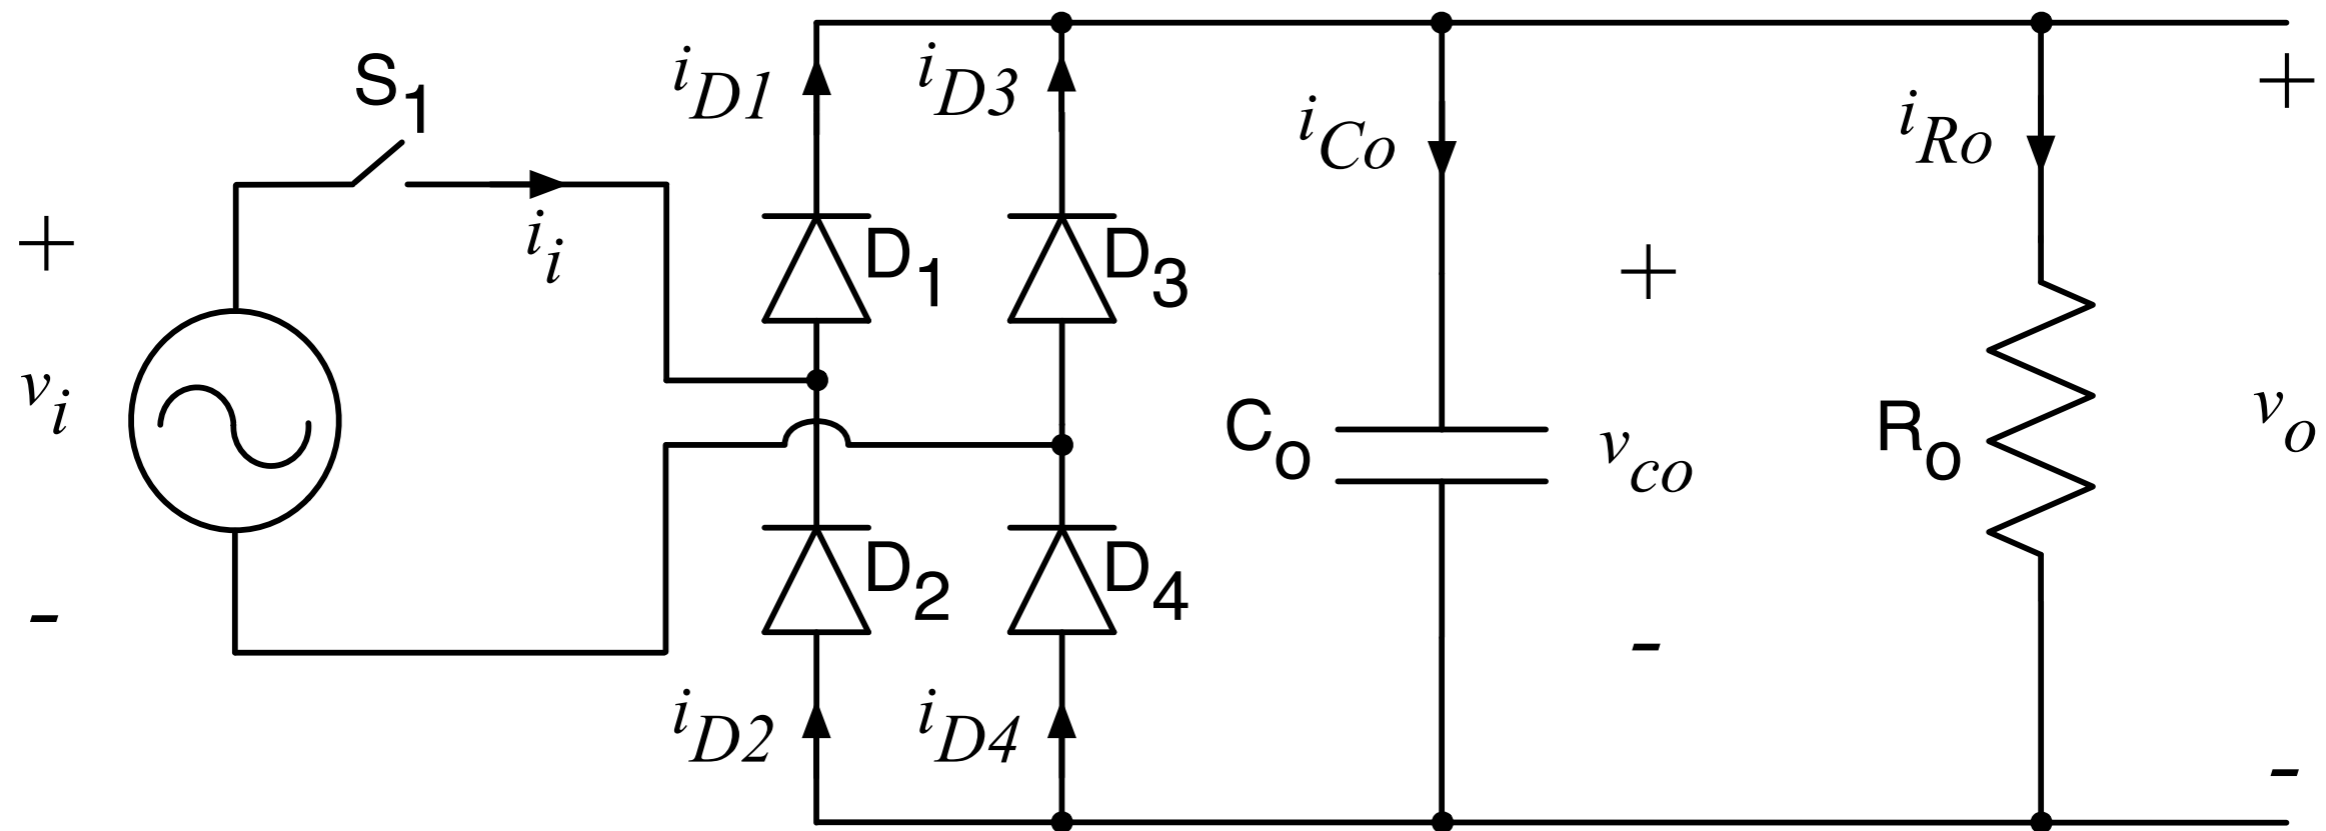 S1
iD1
iD3
iCo
iRo
+
+
ii
D1
D3
+
vi
Co
vco
Ro
vo
D2
D4
-
-
iD2
iD4
-